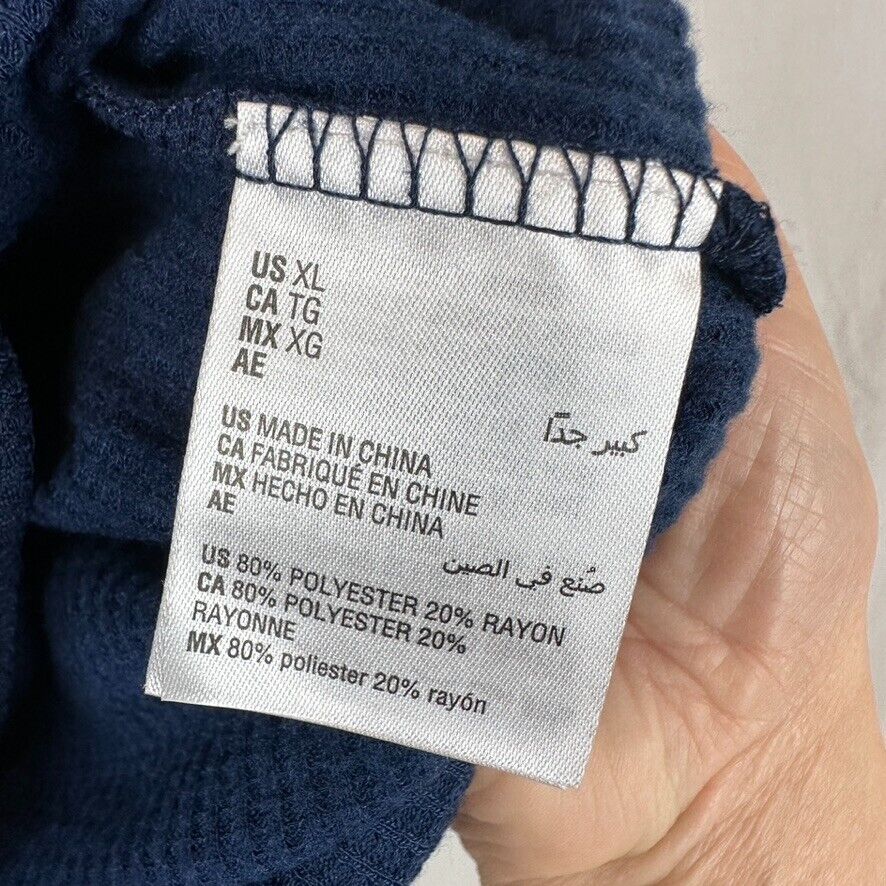 US XL
CA TG
MX XG
AE
كبير جدًا
US MADE IN CHINA
CA FABRIQUÉ EN CHINE
MX HECHO EN CHINA
AE
صُنع في الصين
US 80% POLYESTER 20% RAYON
CA 80% POLYESTER 20%
RAYONNE
MX 80% poliester 20% rayón